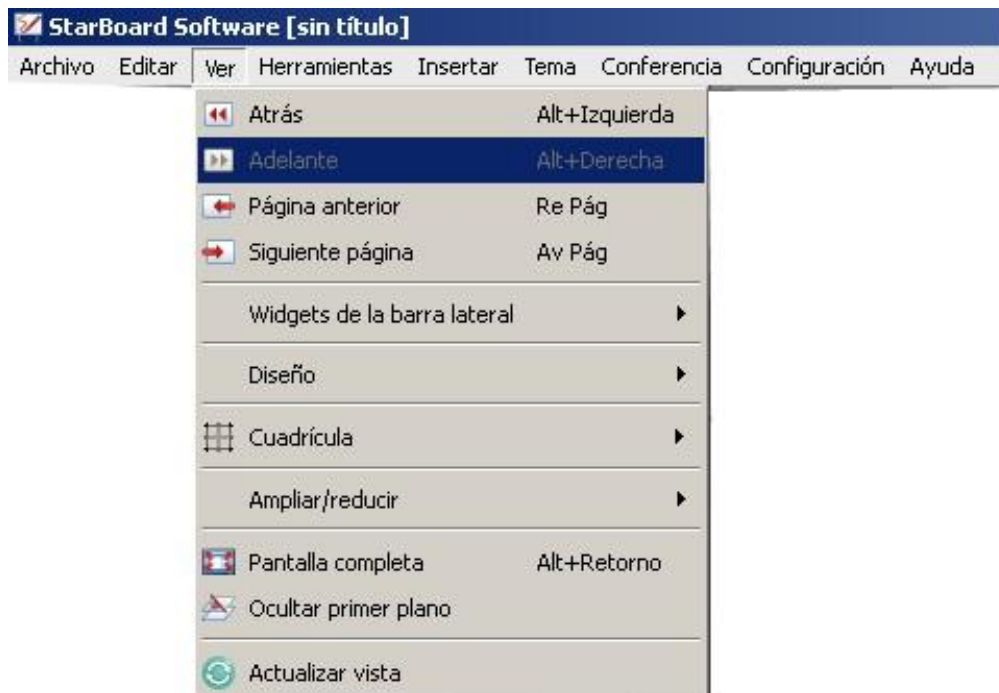 StarBoard Software [sin título]
Archivo Editar Ver Herramientas Insertar Tema Conferencia Configuración Ayuda
Atrás Alt+Izquierda
Adelante Alt+Derecha
Página anterior Re Pág
Siguiente página Av Pág
Widgets de la barra lateral
Diseño
Cuadrícula
Ampliar/reducir
Pantalla completa Alt+Retorno
Ocultar primer plano
Actualizar vista